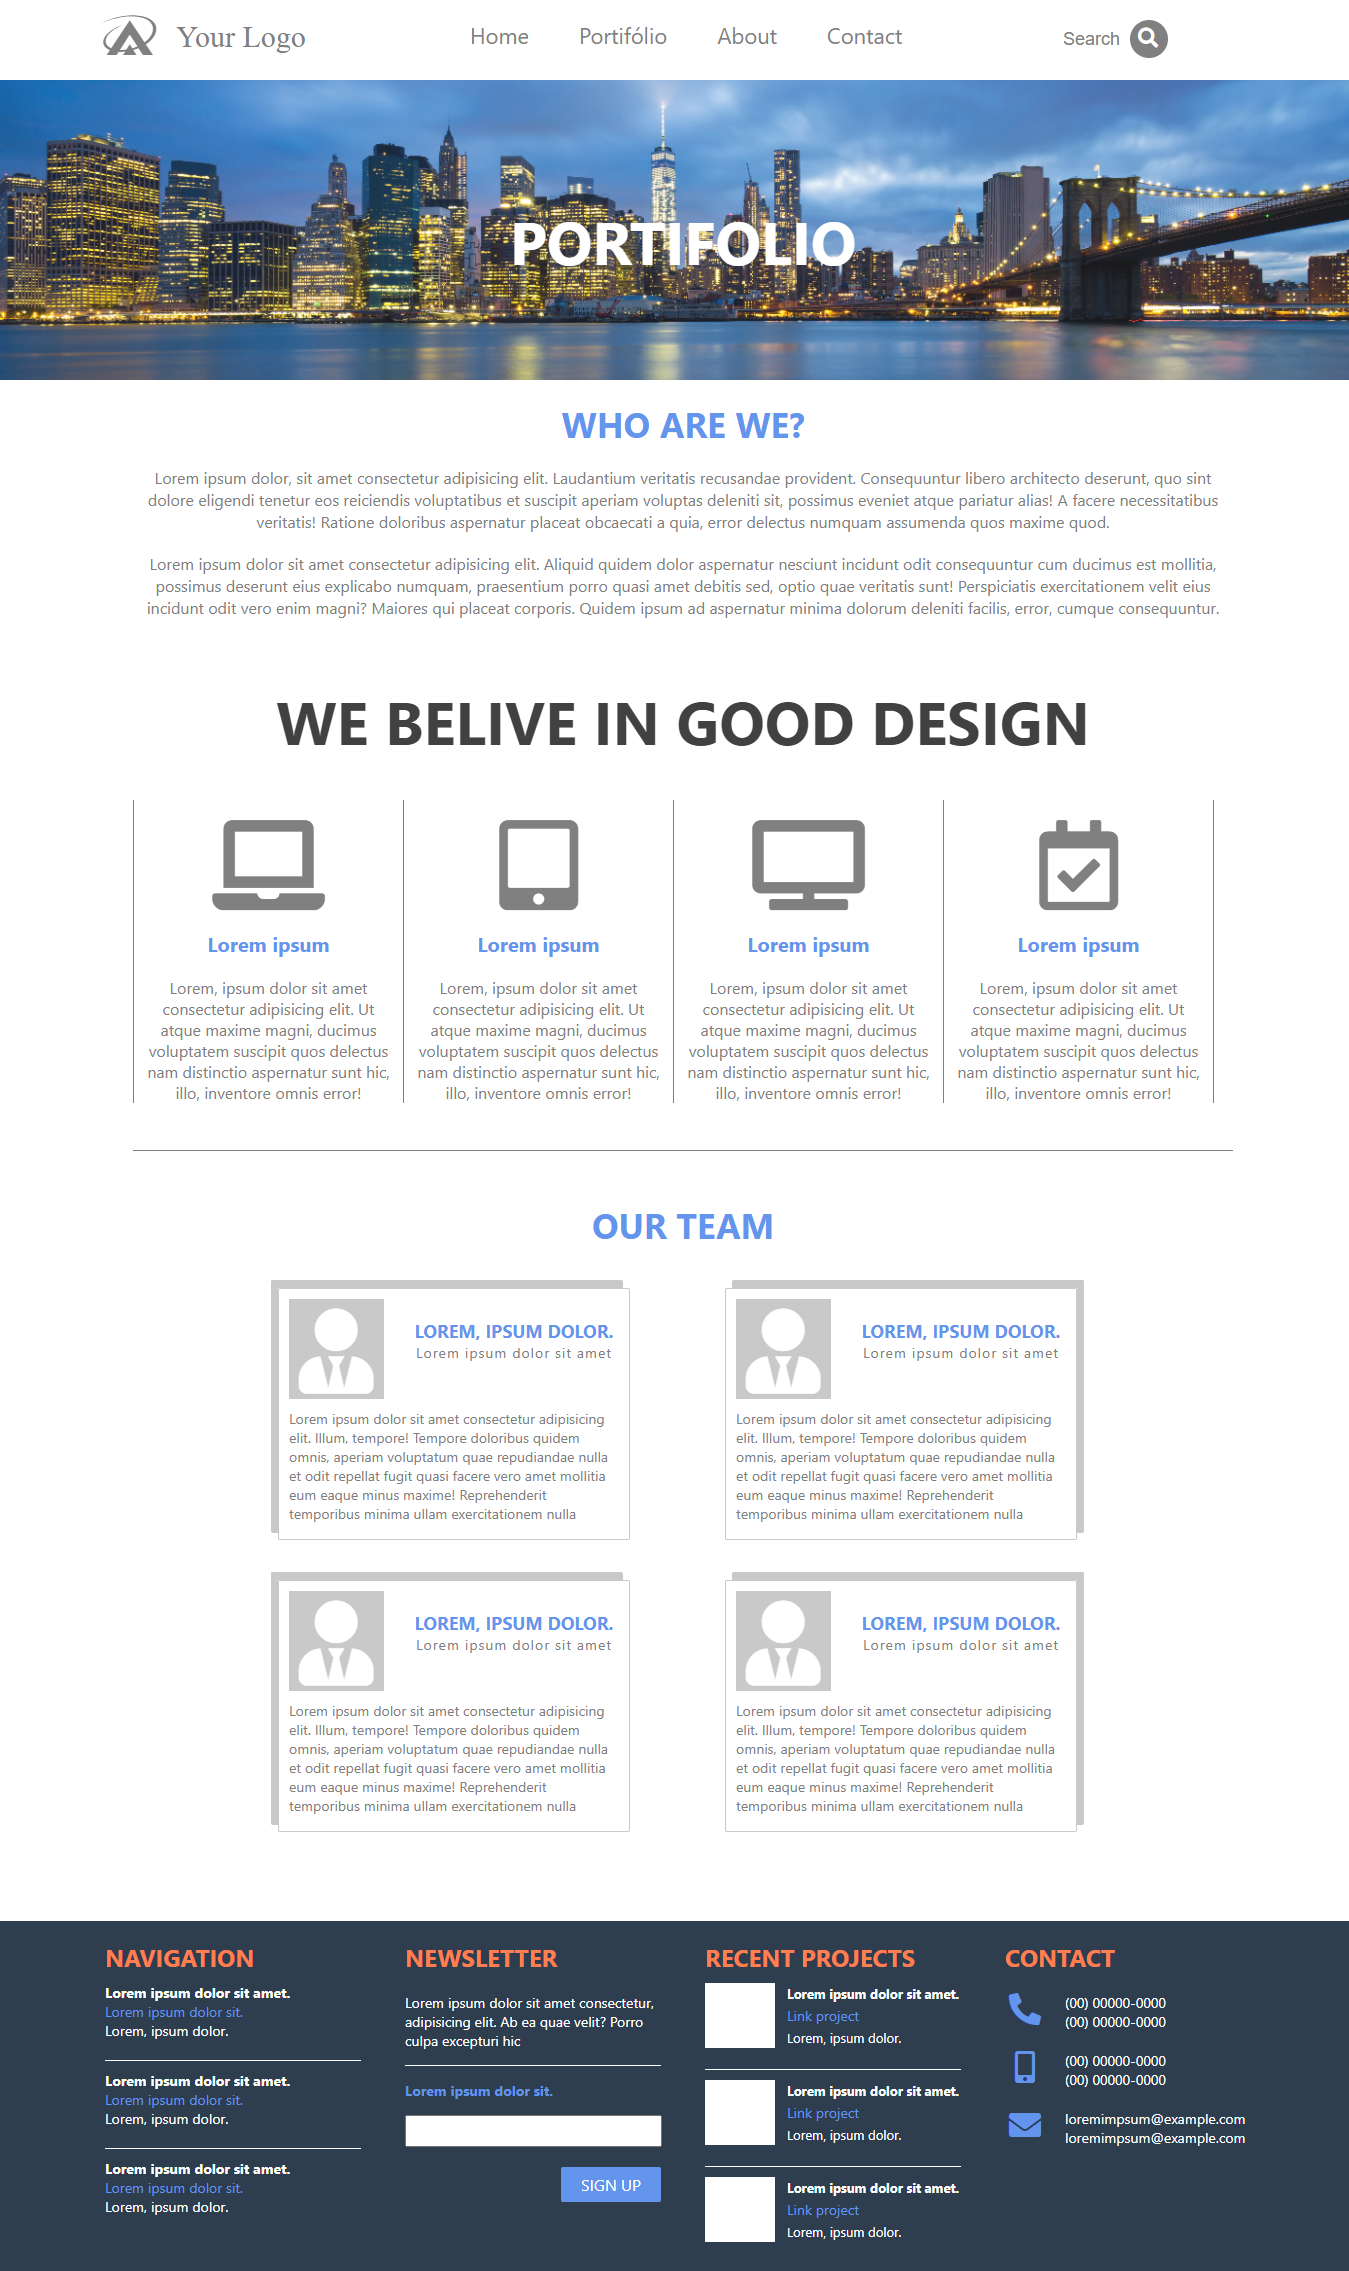 Your Logo
Home Portifólio About Contact
Search
PORTIFOLIO
WHO ARE WE?
Lorem ipsum dolor, sit amet consectetur adipisicing elit. Laudantium veritatis recusandae provident. Consequuntur libero architecto deserunt, quo sint
dolore eligendi tenetur eos reiciendis voluptatibus et suscipit aperiam voluptas deleniti sit, possimus eveniet atque pariatur alias! A facere necessitatibus
veritatis! Ratione doloribus aspernatur placeat obcaecati a quia, error delectus numquam assumenda quos maxime quod.
Lorem ipsum dolor sit amet consectetur adipisicing elit. Aliquid quidem dolor aspernatur nesciunt incidunt odit consequuntur cum ducimus est mollitia,
possimus deserunt eius explicabo numquam, praesentium porro quasi amet debitis sed, optio quae veritatis sunt! Perspiciatis exercitationem velit eius
incidunt odit vero enim magni? Maiores qui placeat corporis. Quidem ipsum ad aspernatur minima dolorum deleniti facilis, error, cumque consequuntur.
WE BELIVE IN GOOD DESIGN
Lorem ipsum
Lorem, ipsum dolor sit amet
consectetur adipisicing elit. Ut
atque maxime magni, ducimus
voluptatem suscipit quos delectus
nam distinctio aspernatur sunt hic,
illo, inventore omnis error!
Lorem ipsum
Lorem, ipsum dolor sit amet
consectetur adipisicing elit. Ut
atque maxime magni, ducimus
voluptatem suscipit quos delectus
nam distinctio aspernatur sunt hic,
illo, inventore omnis error!
Lorem ipsum
Lorem, ipsum dolor sit amet
consectetur adipisicing elit. Ut
atque maxime magni, ducimus
voluptatem suscipit quos delectus
nam distinctio aspernatur sunt hic,
illo, inventore omnis error!
Lorem ipsum
Lorem, ipsum dolor sit amet
consectetur adipisicing elit. Ut
atque maxime magni, ducimus
voluptatem suscipit quos delectus
nam distinctio aspernatur sunt hic,
illo, inventore omnis error!
OUR TEAM
LOREM, IPSUM DOLOR.
Lorem ipsum dolor sit amet
Lorem ipsum dolor sit amet consectetur adipisicing
elit. Illum, tempore! Tempore doloribus quidem
omnis, aperiam voluptatum quae repudiandae nulla
et odit repellat fugit quasi facere vero amet mollitia
eum eaque minus maxime! Reprehenderit
temporibus minima ullam exercitationem nulla
LOREM, IPSUM DOLOR.
Lorem ipsum dolor sit amet
Lorem ipsum dolor sit amet consectetur adipisicing
elit. Illum, tempore! Tempore doloribus quidem
omnis, aperiam voluptatum quae repudiandae nulla
et odit repellat fugit quasi facere vero amet mollitia
eum eaque minus maxime! Reprehenderit
temporibus minima ullam exercitationem nulla
LOREM, IPSUM DOLOR.
Lorem ipsum dolor sit amet
Lorem ipsum dolor sit amet consectetur adipisicing
elit. Illum, tempore! Tempore doloribus quidem
omnis, aperiam voluptatum quae repudiandae nulla
et odit repellat fugit quasi facere vero amet mollitia
eum eaque minus maxime! Reprehenderit
temporibus minima ullam exercitationem nulla
LOREM, IPSUM DOLOR.
Lorem ipsum dolor sit amet
Lorem ipsum dolor sit amet consectetur adipisicing
elit. Illum, tempore! Tempore doloribus quidem
omnis, aperiam voluptatum quae repudiandae nulla
et odit repellat fugit quasi facere vero amet mollitia
eum eaque minus maxime! Reprehenderit
temporibus minima ullam exercitationem nulla
NAVIGATION
Lorem ipsum dolor sit amet.
Lorem ipsum dolor sit.
Lorem, ipsum dolor.
Lorem ipsum dolor sit amet.
Lorem ipsum dolor sit.
Lorem, ipsum dolor.
Lorem ipsum dolor sit amet.
Lorem ipsum dolor sit.
Lorem, ipsum dolor.
NEWSLETTER
Lorem ipsum dolor sit amet consectetur,
adipisicing elit. Ab ea quae velit? Porro
culpa excepturi hic
Lorem ipsum dolor sit.
SIGN UP
RECENT PROJECTS
Lorem ipsum dolor sit amet.
Link project
Lorem, ipsum dolor.
Lorem ipsum dolor sit amet.
Link project
Lorem, ipsum dolor.
Lorem ipsum dolor sit amet.
Link project
Lorem, ipsum dolor.
CONTACT
(00) 00000-0000
(00) 00000-0000
(00) 00000-0000
(00) 00000-0000
loremimpsum@example.com
loremimpsum@example.com